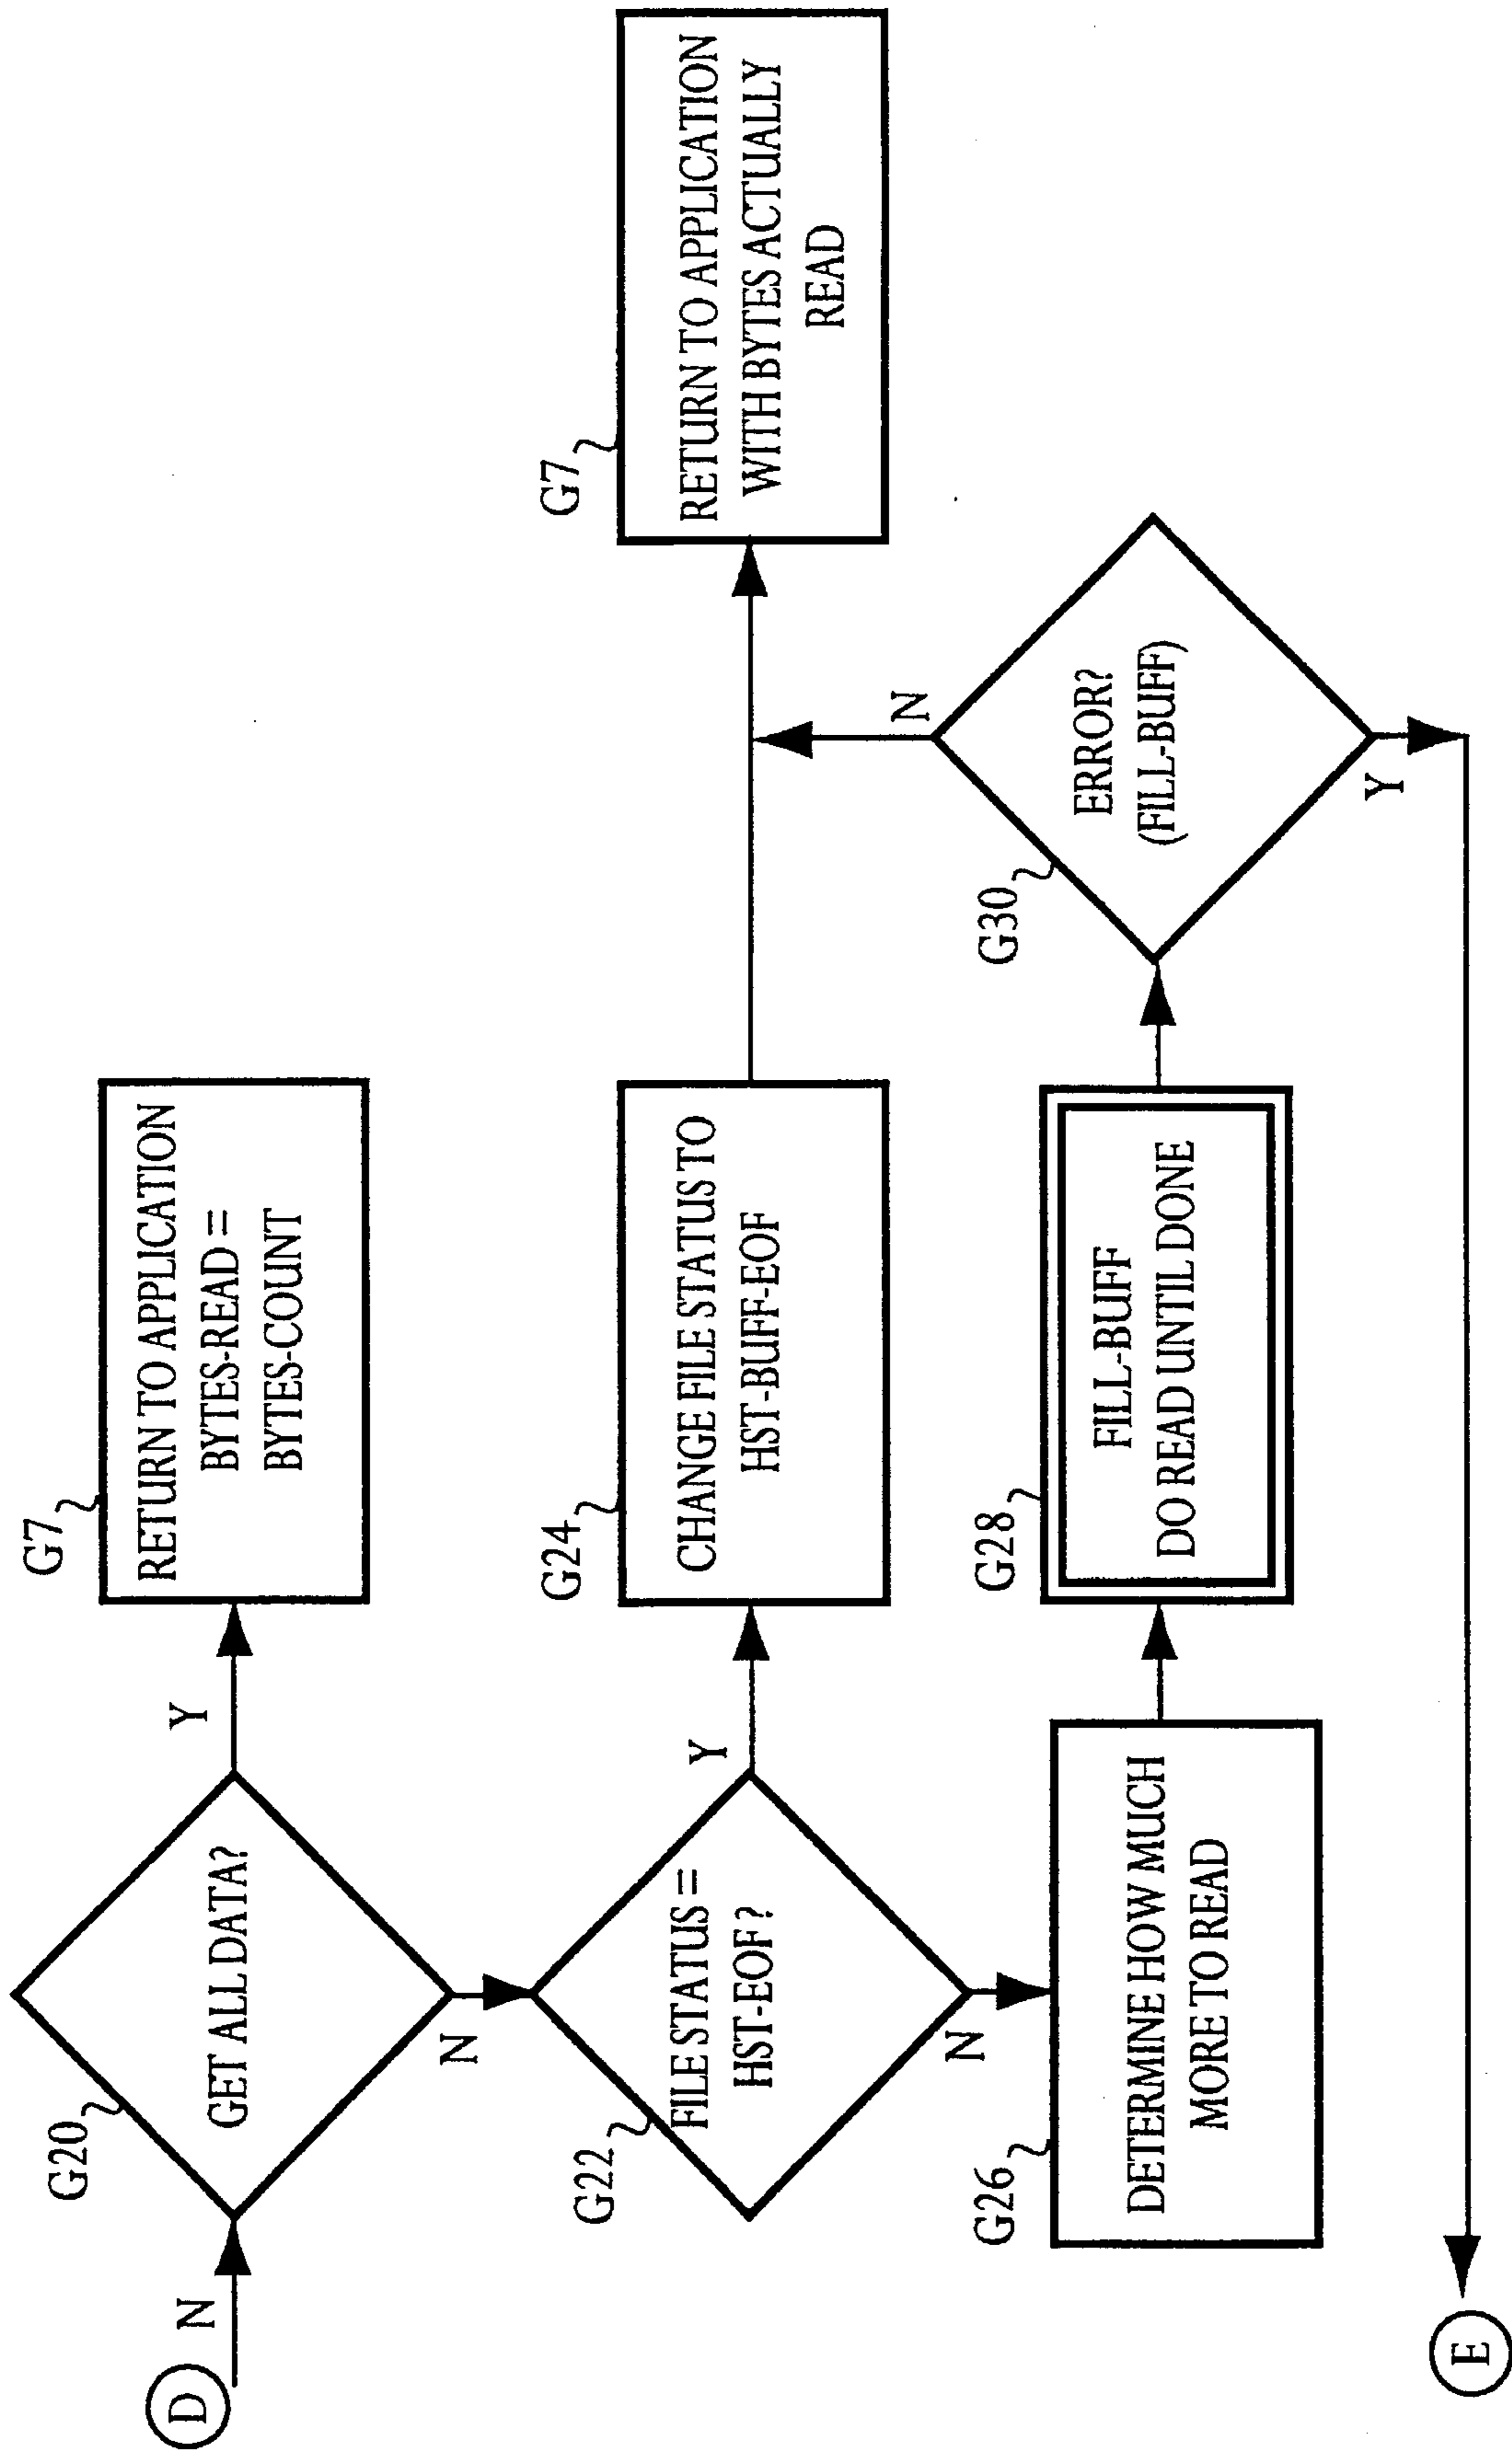 D
N
G20
GET ALL DATA?
Y
G7
RETURN TO APPLICATION
BYTES-READ =
BYTES-COUNT
N
G22
FILE STATUS =
HST-EOF?
Y
G24
CHANGE FILE STATUS TO
HST-BUFF-EOF
G7
RETURN TO APPLICATION
WITH BYTES ACTUALLY
READ
N
G26
DETERMINE HOW MUCH
MORE TO READ
G28
FILL-BUFF
DO READ UNTIL DONE
G30
ERROR?
(FILL-BUFF)
N
Y
E